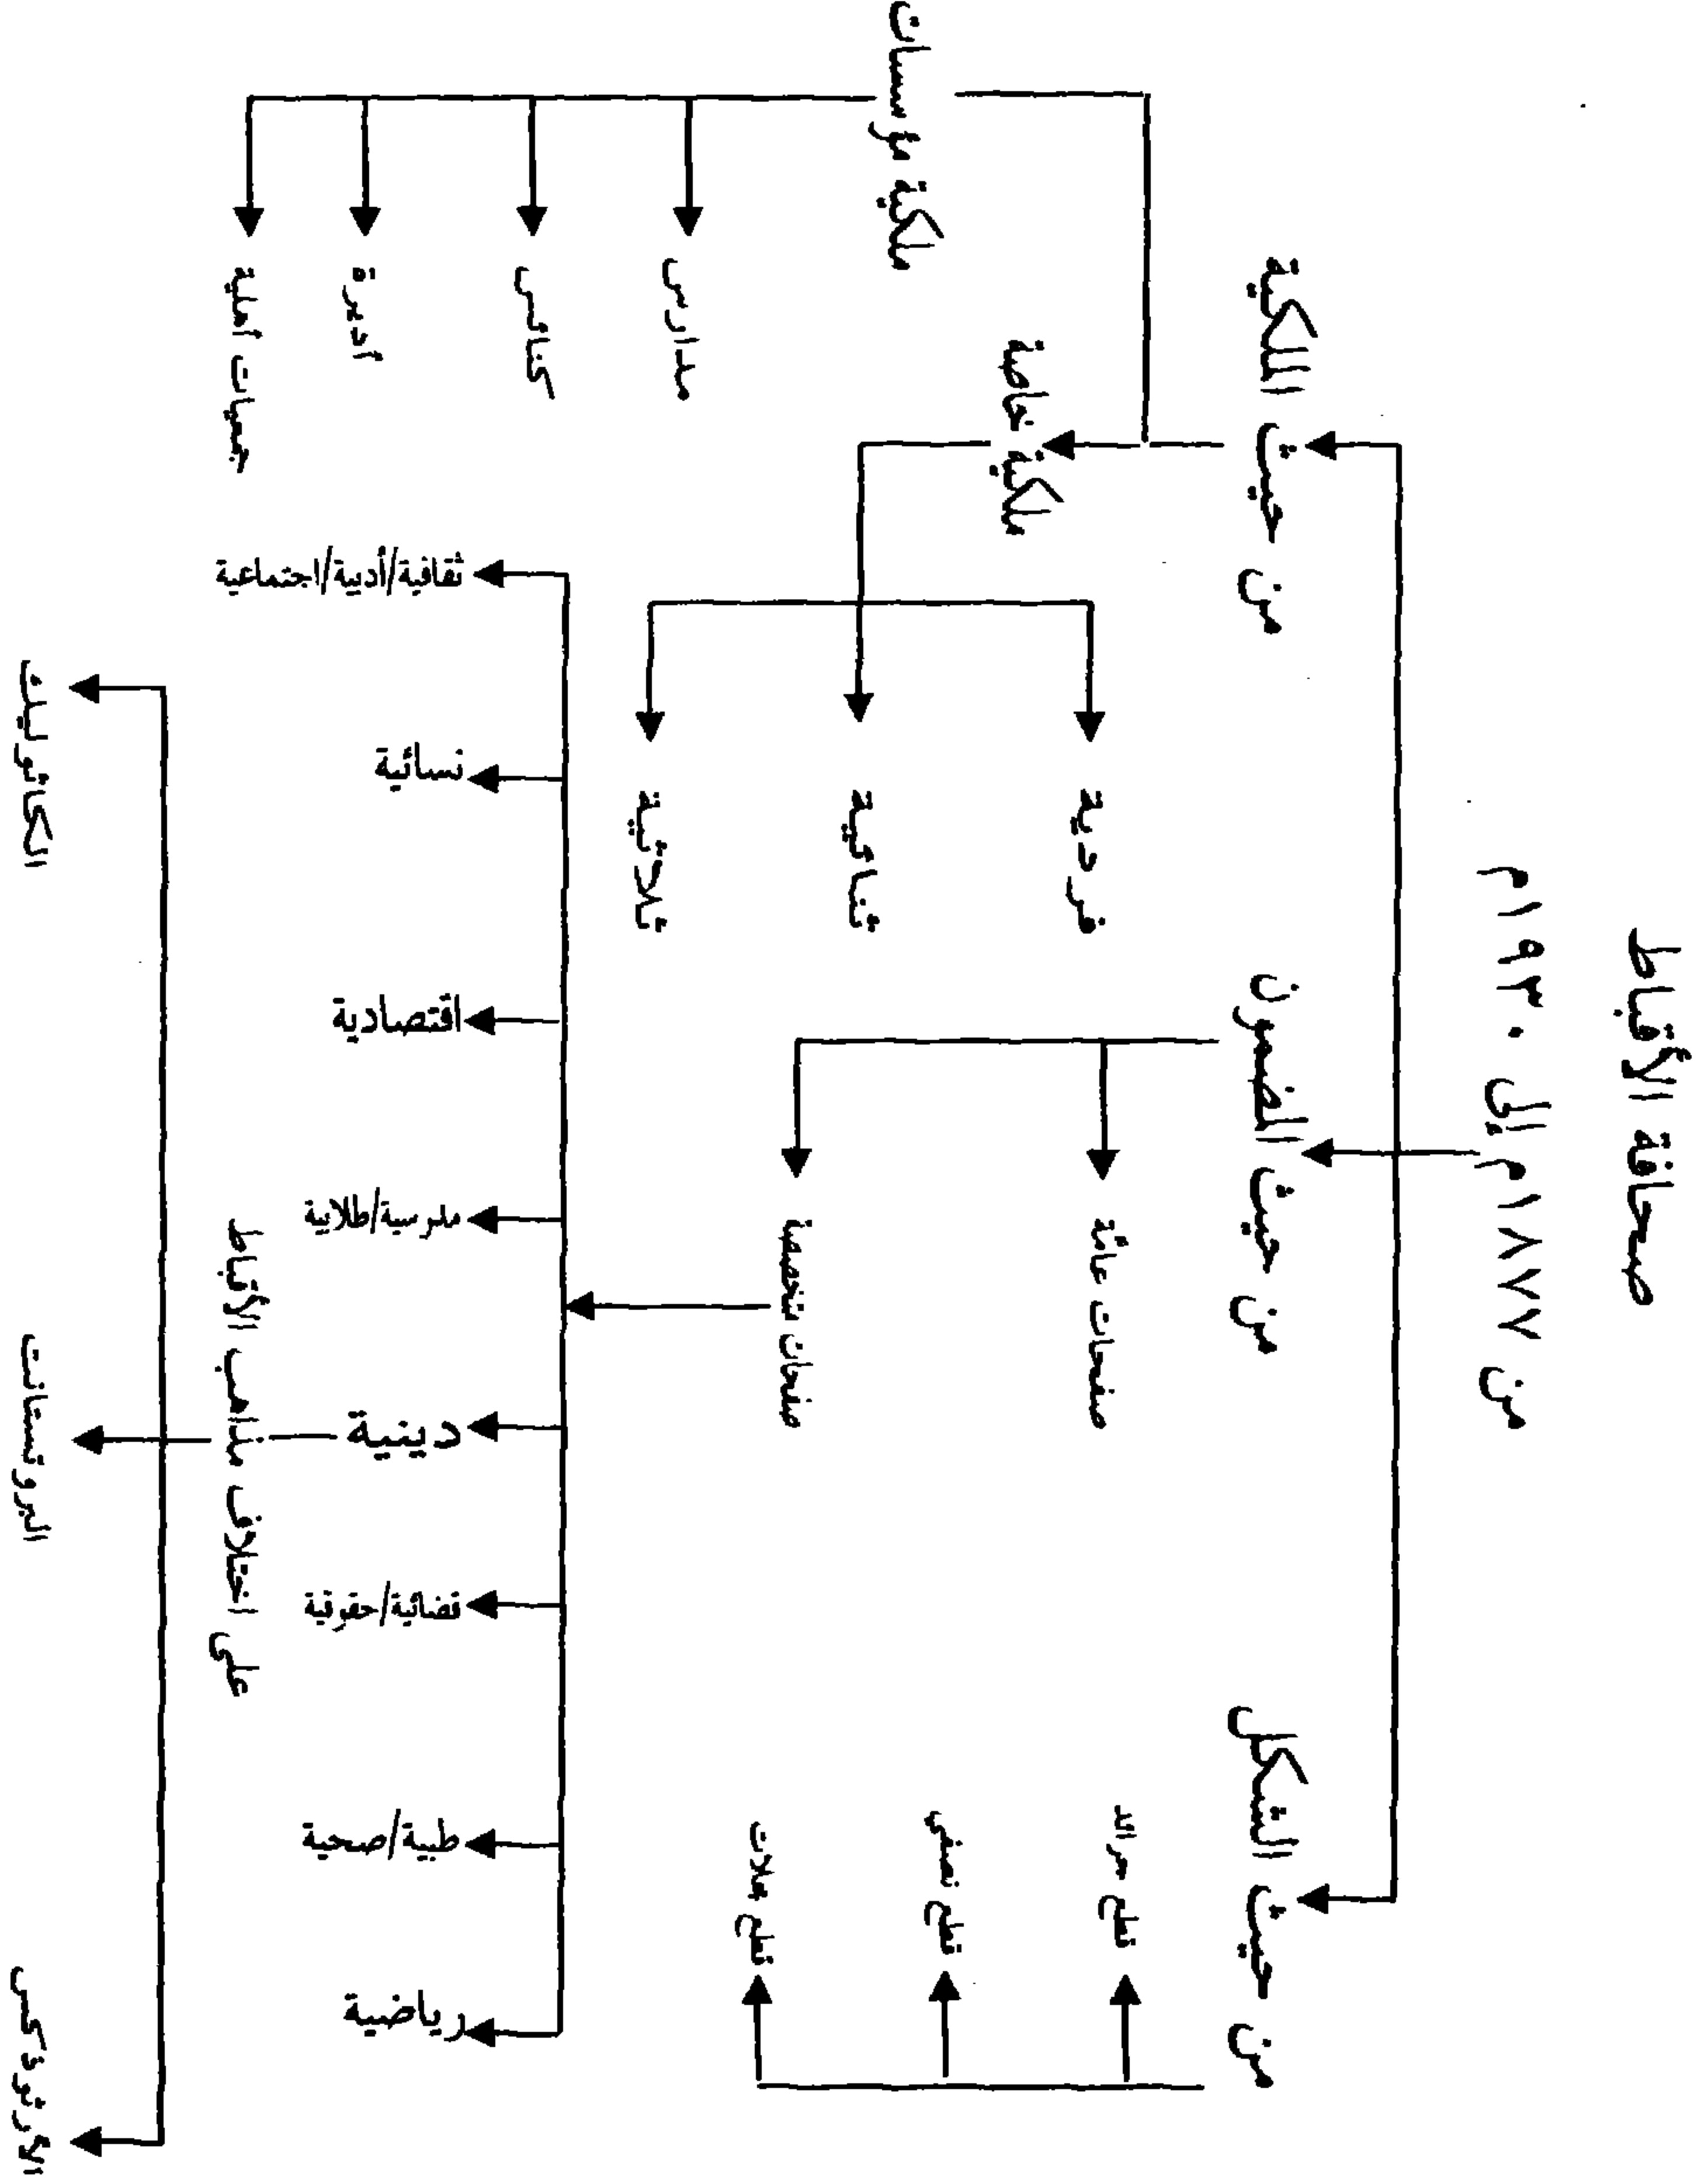 صحافة الأقباط
من ١٨٧٧م إلى ١٩٣٠م
من حيث الشكل
قطع جرائد
قطع نصفي
قطع مجلات
من حيث المضمون
صفحات عامة
صفحات متخصصة
من حيث الملكية
ملكية خاصة
فردية
ثنائية
ثلاثية
ملكية مؤسسات
مدارس
كنائس
أديرة
جمعيات أهلية
رياضية
طبية/صحية
قضائية/حقوقية
دينية
مدرسية/طلابية
اقتصادية
نسائية
ثقافية/أدبية/اجتماعية
على اختلاف مذاهب الأقباط
الأرثوذكس
البروتستانت
الكاثوليك